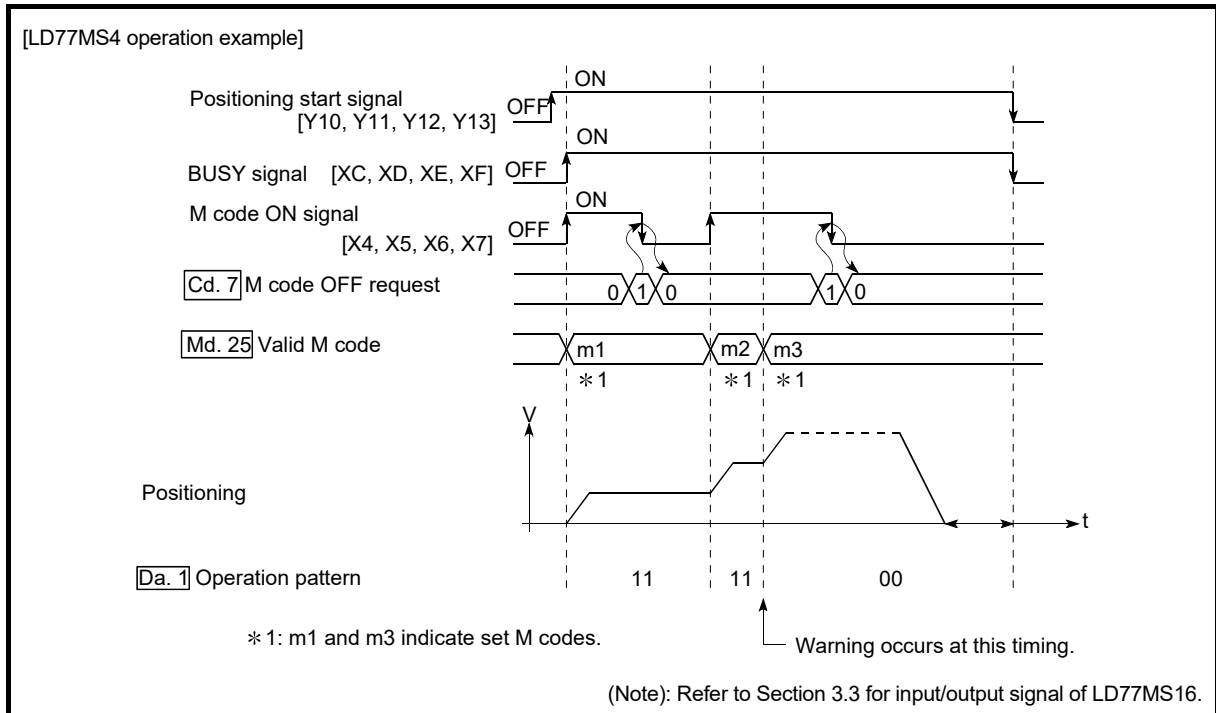 [LD77MS4 operation example]
ON
Positioning start signal
OFF
[Y10, Y11, Y12, Y13]
ON
BUSY signal [XC, XD, XE, XF]
OFF
ON
M code ON signal
OFF
[X4, X5, X6, X7]
Cd. 7 M code OFF request
0 1 0 1 0
Md. 25 Valid M code
m1 m2 m3
*1 *1 *1
V
Positioning
t
Da. 1 Operation pattern
11 11 00
*1: m1 and m3 indicate set M codes.
Warning occurs at this timing.
(Note): Refer to Section 3.3 for input/output signal of LD77MS16.